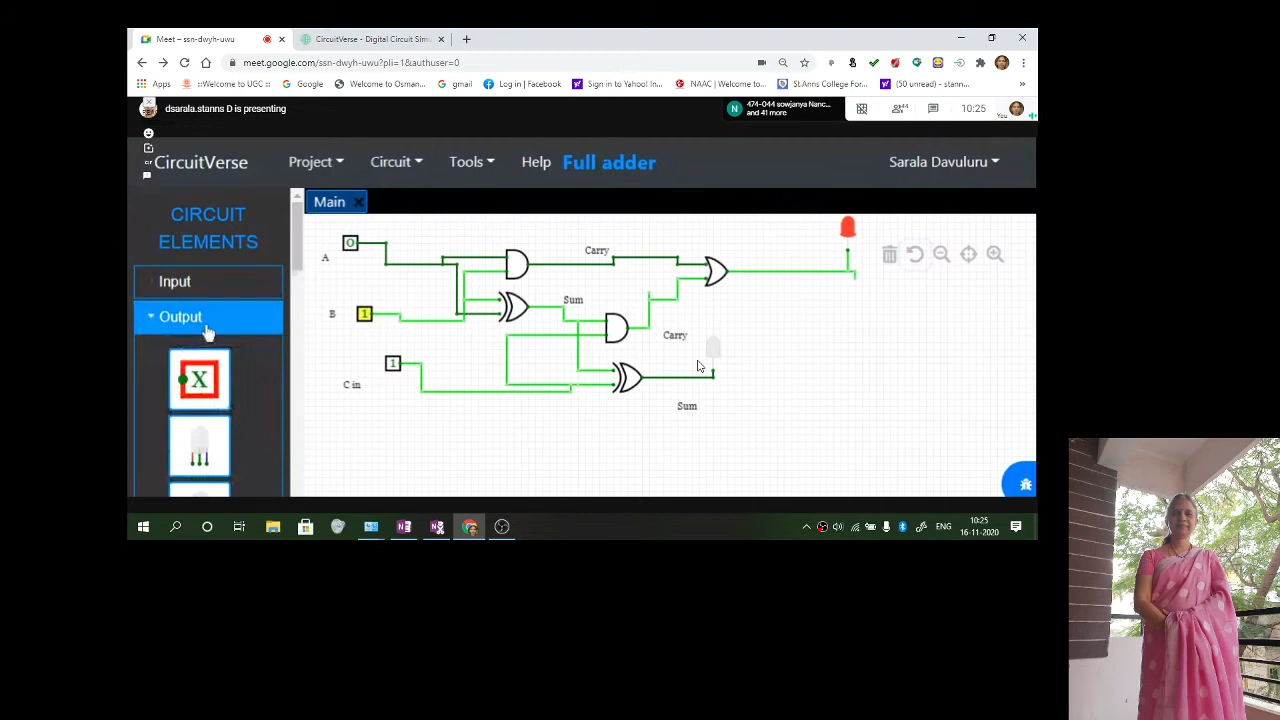 Meet – ssn-dwyh-uwu
CircuitVerse - Digital Circuit Simu
meet.google.com/ssn-dwyh-uwu?pli=1&authuser=0
Apps
::Welcome to UGC ::
Google
Welcome to Osman...
gmail
Log in | Facebook
Sign in to Yahoo! In...
NAAC | Welcome to...
St.Anns College For...
(50 unread) - stann...
dsarala.stanns D is presenting
N
474-044 sowjanya Nanc...
and 41 more
44
10:25
You
CircuitVerse
Project
Circuit
Tools
Help
Full adder
Sarala Davuluru
Main
CIRCUIT
ELEMENTS
Input
Output
X
0
A
Carry
1
B
Sum
Carry
1
C in
Sum
ENG
10:25
16-11-2020